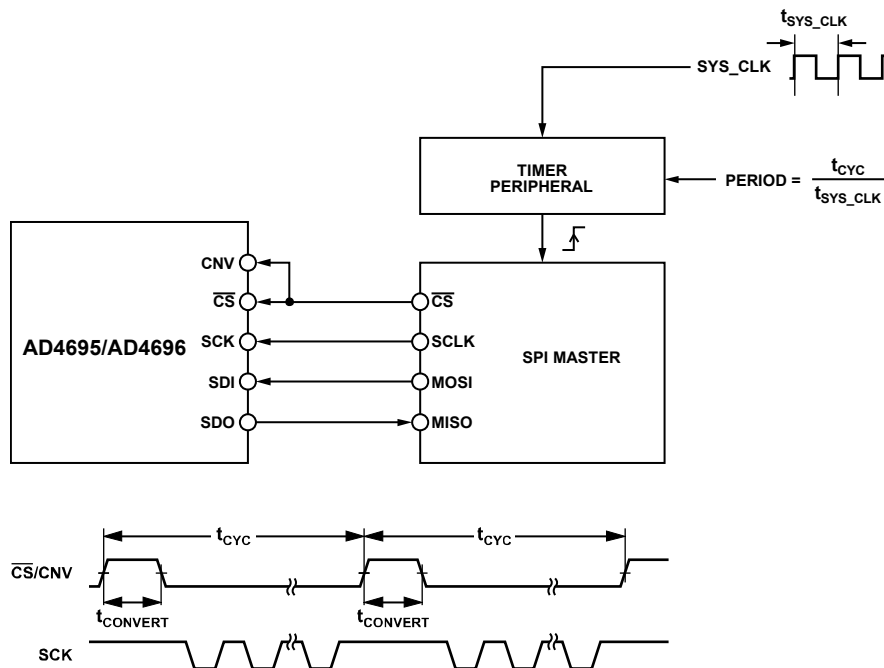 tSYS_CLK
SYS_CLK
TIMER
PERIPHERAL
PERIOD = tCYC
tSYS_CLK
CNV
CS
SCK
SDI
SDO
AD4695/AD4696
CS
SCLK
MOSI
MISO
SPI MASTER
tCYC
tCYC
CS/CNV
tCONVERT
tCONVERT
SCK